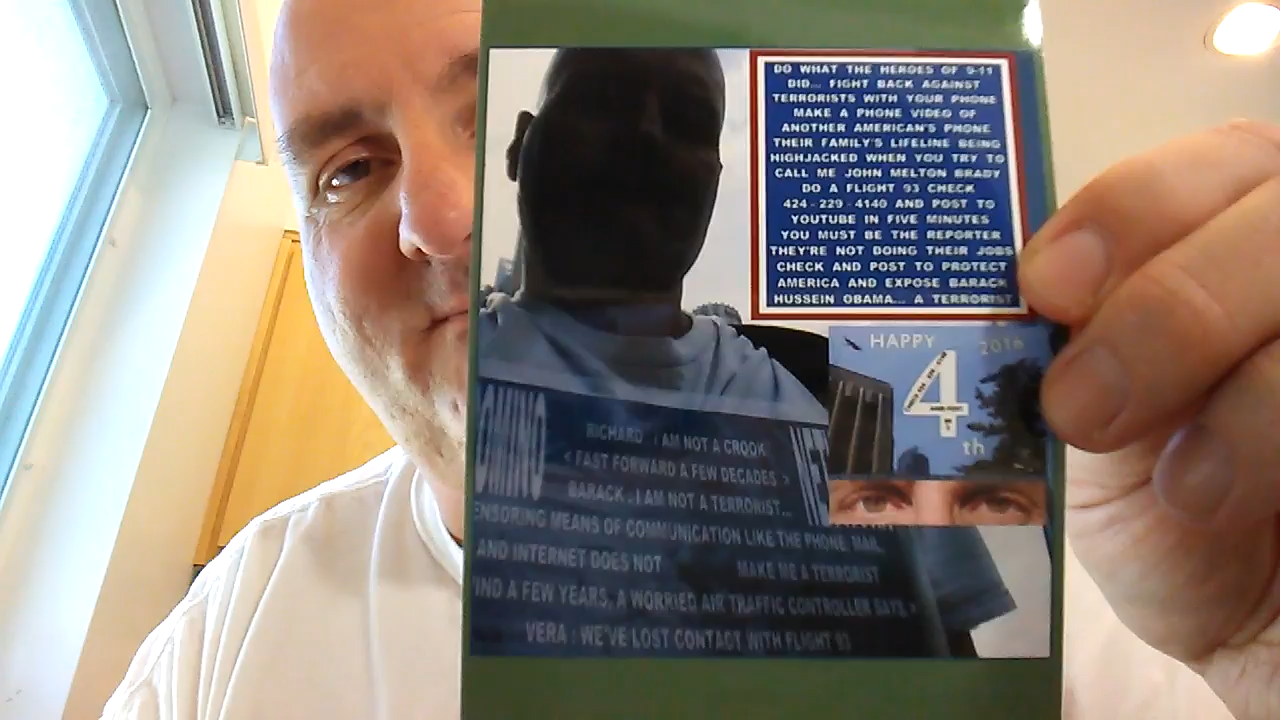 DO WHAT THE HEROES OF 9-11
DID... FIGHT BACK AGAINST
TERRORISTS WITH YOUR PHONE
MAKE A PHONE VIDEO OF
ANOTHER AMERICAN'S PHONE
THEIR FAMILY'S LIFELINE BEING
HIGHJACKED WHEN YOU TRY TO
CALL ME JOHN MELTON BRADY
DO A FLIGHT 93 CHECK
424 - 229 - 4140 AND POST TO
YOUTUBE IN FIVE MINUTES
YOU MUST BE THE REPORTER
THEY'RE NOT DOING THEIR JOBS
CHECK AND POST TO PROTECT
AMERICA AND EXPOSE BARACK
HUSSEIN OBAMA... A TERRORIST
HAPPY 2016
4
th
OMINO
RICHARD : I AM NOT A CROOK
< FAST FORWARD A FEW DECADES >
BARACK.. I AM NOT A TERRORIST...
ENSORING MEANS OF COMMUNICATION LIKE THE PHONE, MAIL
AND INTERNET DOES NOT MAKE ME A TERRORIST
IND A FEW YEARS, A WORRIED AIR TRAFFIC CONTROLLER SAYS >
VERA : WE'VE LOST CONTACT WITH FLIGHT 93